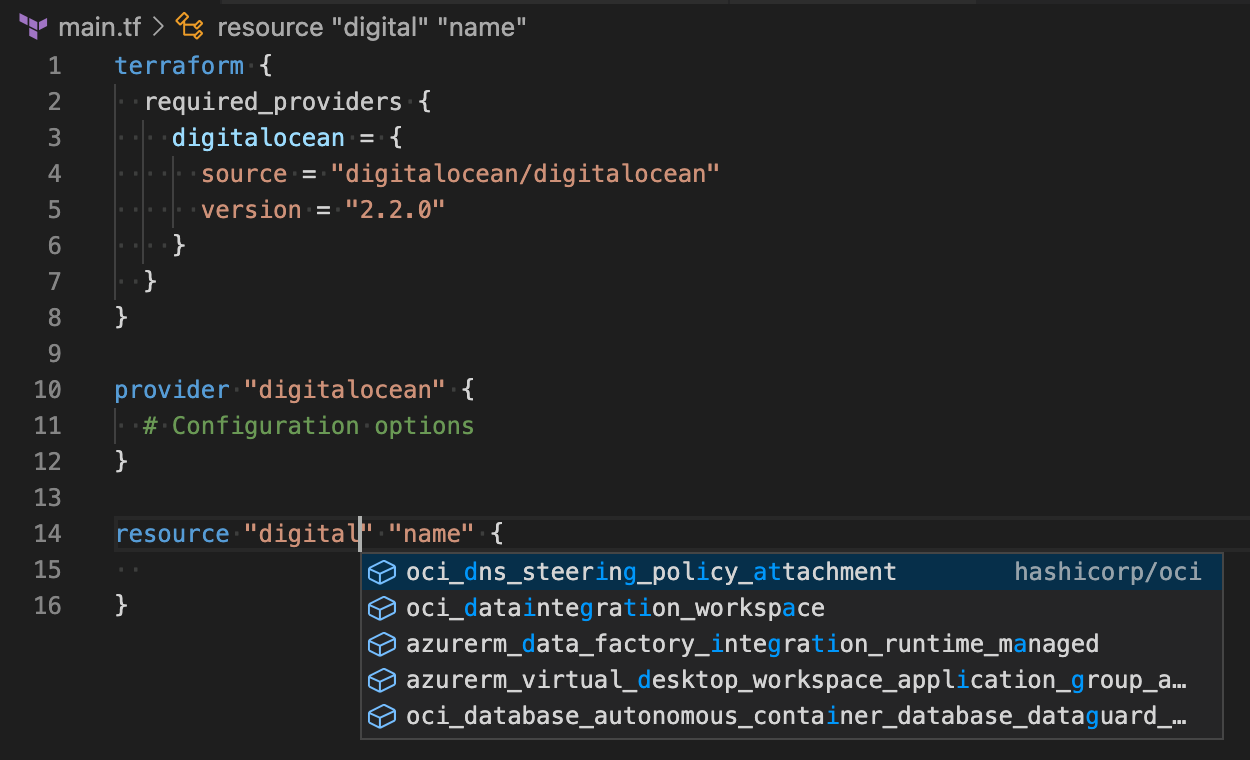 main.tf > resource "digital" "name"
1 terraform {
2   required_providers {
3     digitalocean = {
4       source = "digitalocean/digitalocean"
5       version = "2.2.0"
6     }
7   }
8 }
9
10 provider "digitalocean" {
11   # Configuration options
12 }
13
14 resource "digital" "name" {
15
oci_dns_steering_policy_attachment hashicorp/oci
16 }
oci_dataintegration_workspace
azurerm_data_factory_integration_runtime_managed
azurerm_virtual_desktop_workspace_application_group_a…
oci_database_autonomous_container_database_dataguard_…